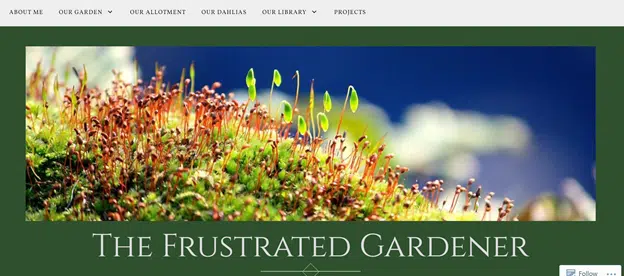 ABOUT ME OUR GARDEN OUR ALLOTMENT OUR DAHLIAS OUR LIBRARY PROJECTS
The Frustrated Gardener
Follow